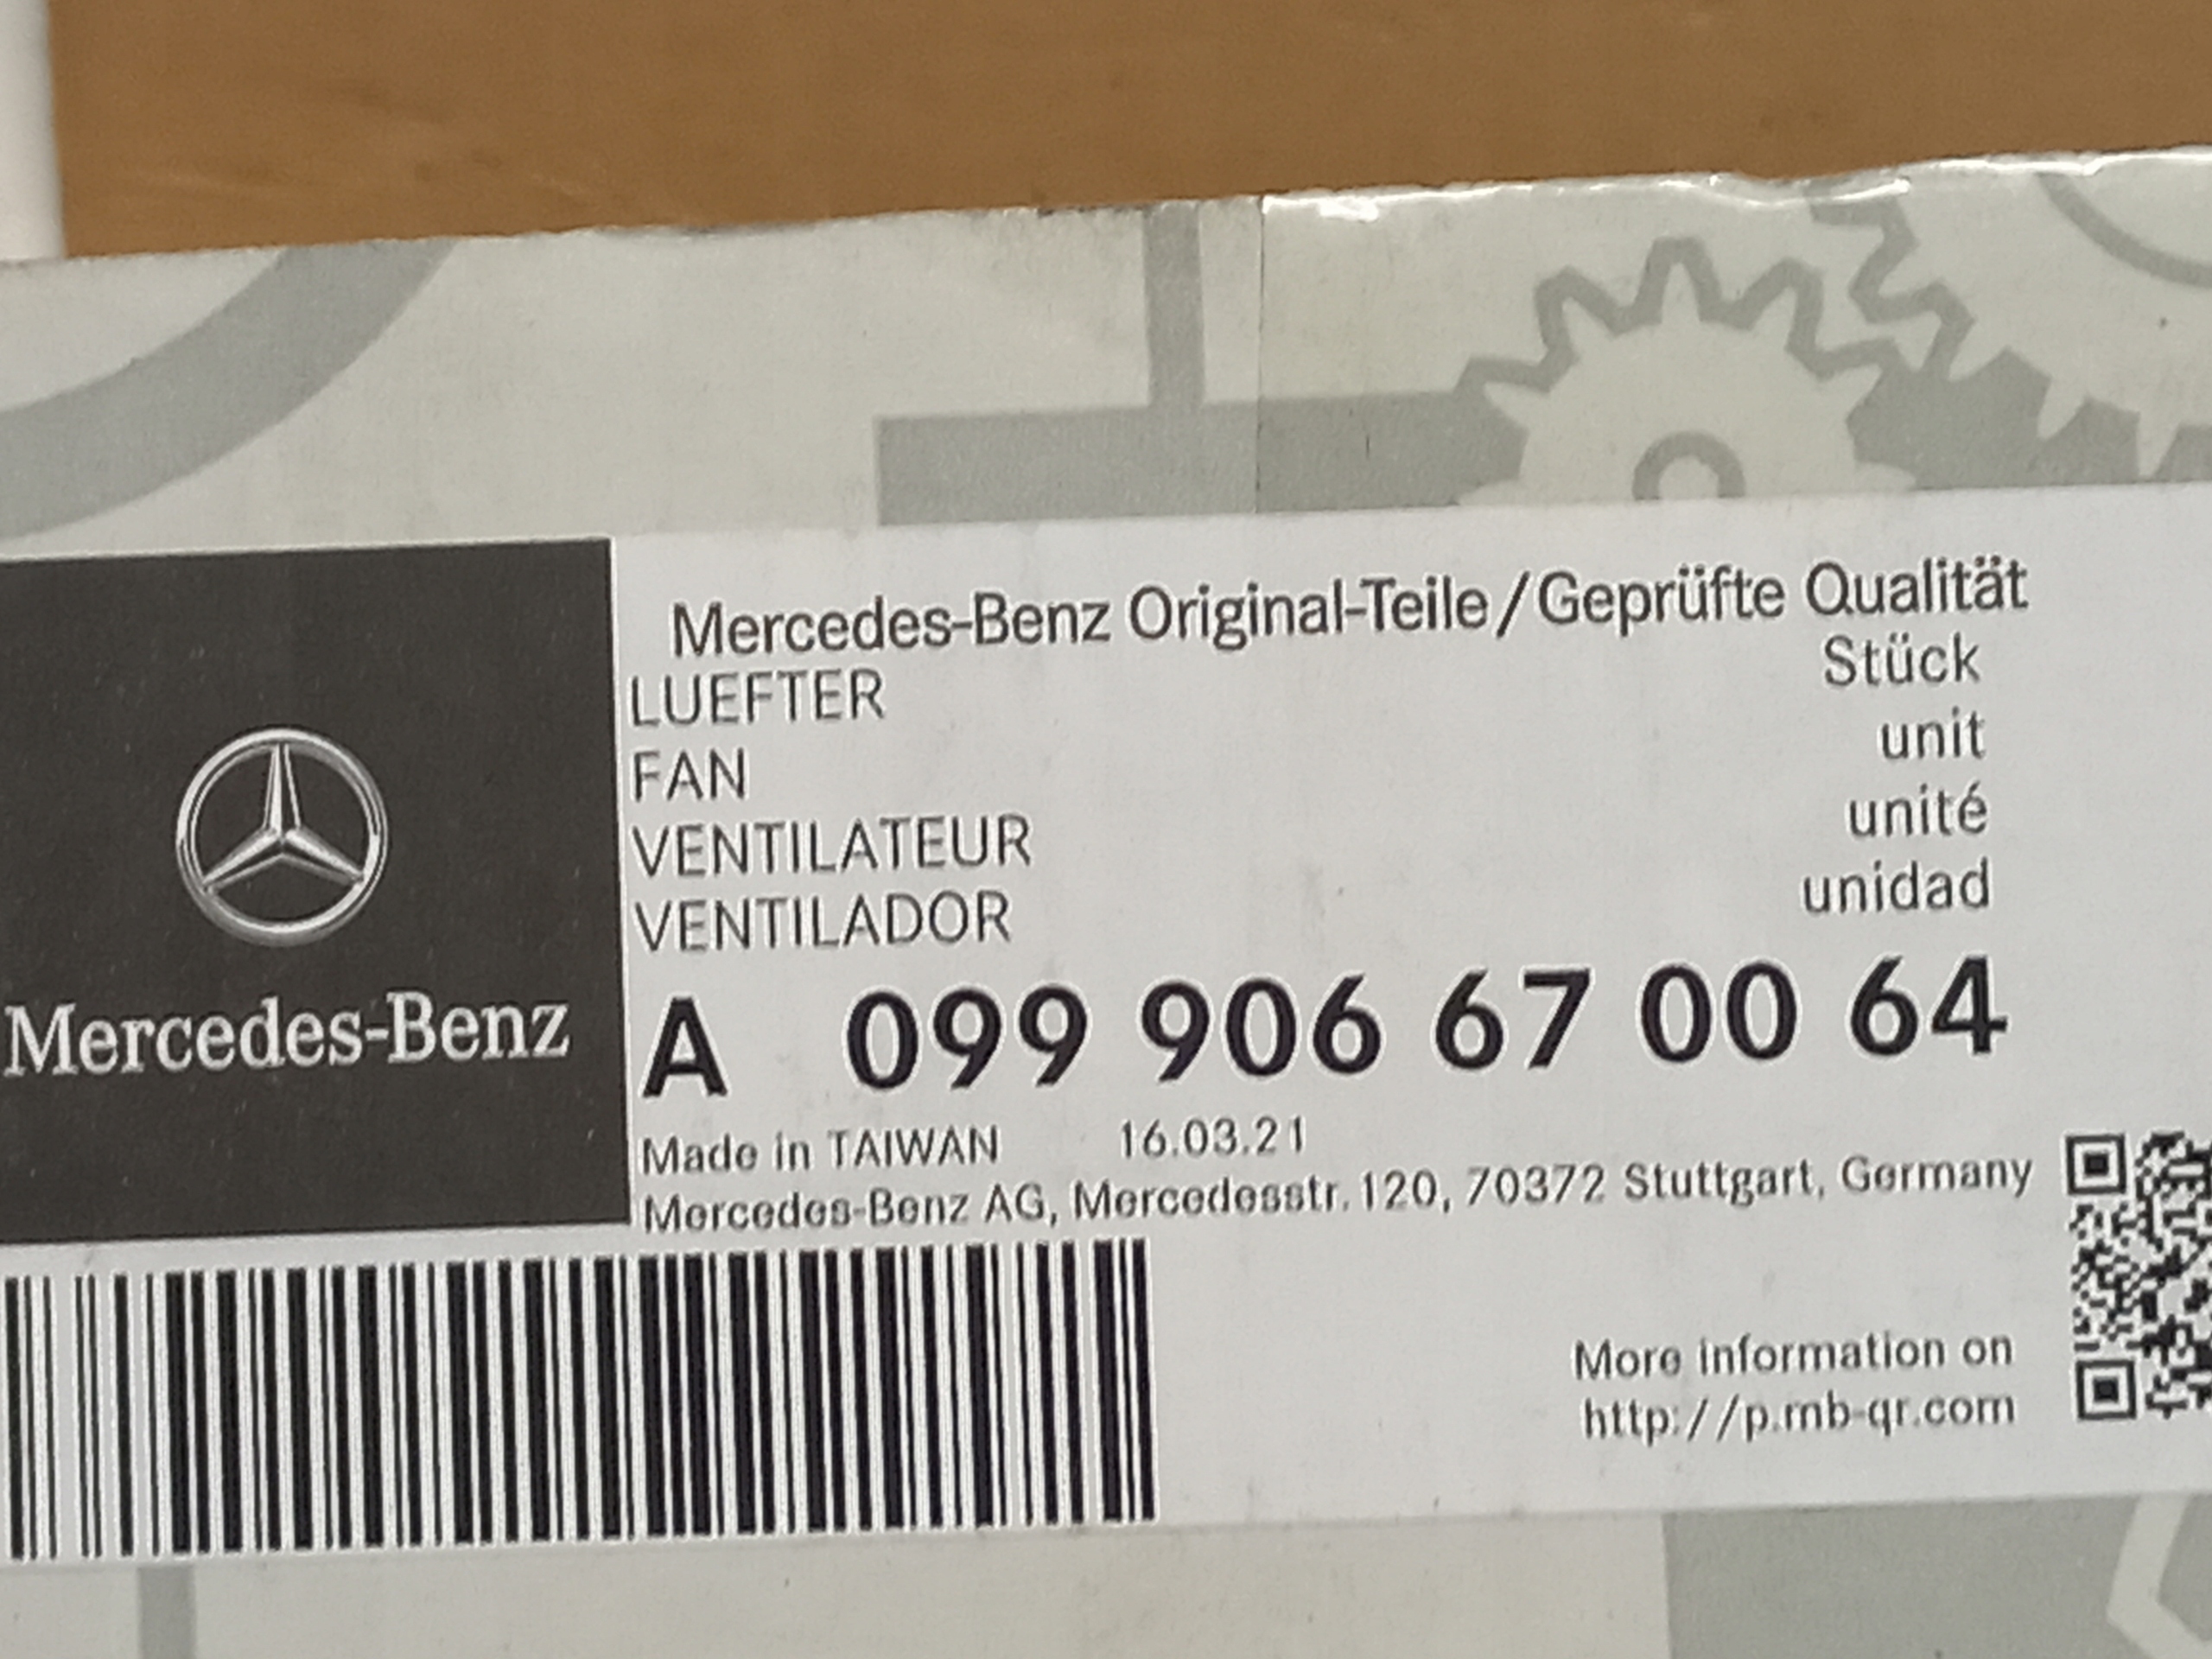 Mercedes-Benz Original-Teile/Geprüfte Qualität
LUEFTER
Stück
FAN
unit
VENTILATEUR
unité
VENTILADOR
unidad
Mercedes-Benz
A 099 906 67 00 64
Made in TAIWAN 16.03.21
Mercedes-Benz AG, Mercedesstr. 120, 70372 Stuttgart, Germany
More information on
http://p.mb-qr.com